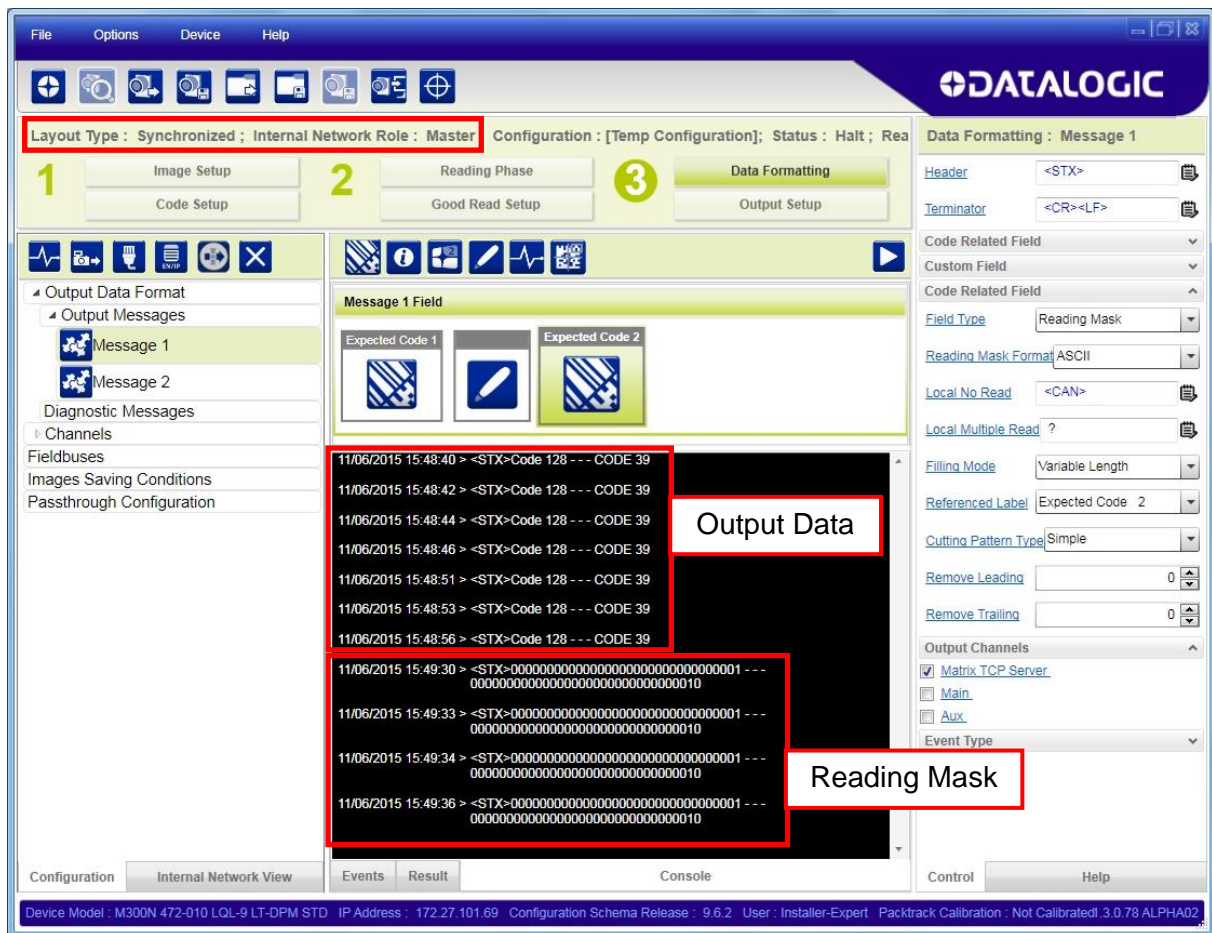 File Options Device Help
DATALOGIC
Layout Type : Synchronized ; Internal Network Role : Master Configuration : [Temp Configuration]; Status : Halt ; Rea
1 Image Setup 2 Reading Phase 3 Data Formatting
Code Setup Good Read Setup Output Setup
Output Data Format
Output Messages
Message 1
Message 2
Diagnostic Messages
Channels
Fieldbuses
Images Saving Conditions
Passthrough Configuration
Configuration Internal Network View
Message 1 Field
Expected Code 1 Expected Code 2
11/06/2015 15:48:40 > <STX>Code 128 - - - CODE 39
11/06/2015 15:48:42 > <STX>Code 128 - - - CODE 39
11/06/2015 15:48:44 > <STX>Code 128 - - - CODE 39
11/06/2015 15:48:46 > <STX>Code 128 - - - CODE 39
11/06/2015 15:48:51 > <STX>Code 128 - - - CODE 39
11/06/2015 15:48:53 > <STX>Code 128 - - - CODE 39
11/06/2015 15:48:56 > <STX>Code 128 - - - CODE 39
Output Data
11/06/2015 15:49:30 > <STX>00000000000000000000000000000001 - - -
00000000000000000000000000000010
11/06/2015 15:49:33 > <STX>00000000000000000000000000000001 - - -
00000000000000000000000000000010
11/06/2015 15:49:34 > <STX>00000000000000000000000000000001 - - -
00000000000000000000000000000010
11/06/2015 15:49:36 > <STX>00000000000000000000000000000001 - - -
00000000000000000000000000000010
Reading Mask
Events Result Console
Data Formatting : Message 1
Header <STX>
Terminator <CR><LF>
Code Related Field
Custom Field
Code Related Field
Field Type Reading Mask
Reading Mask Format ASCII
Local No Read <CAN>
Local Multiple Read ?
Filling Mode Variable Length
Referenced Label Expected Code 2
Cutting Pattern Type Simple
Remove Leading 0
Remove Trailing 0
Output Channels
Matrix TCP Server
Main
Aux
Event Type
Control Help
Device Model : M300N 472-010 LQL-9 LT-DPM STD IP Address : 172.27.101.69 Configuration Schema Release : 9.6.2 User : Installer-Expert Packtrack Calibration : Not Calibrated.3.0.78 ALPHA02